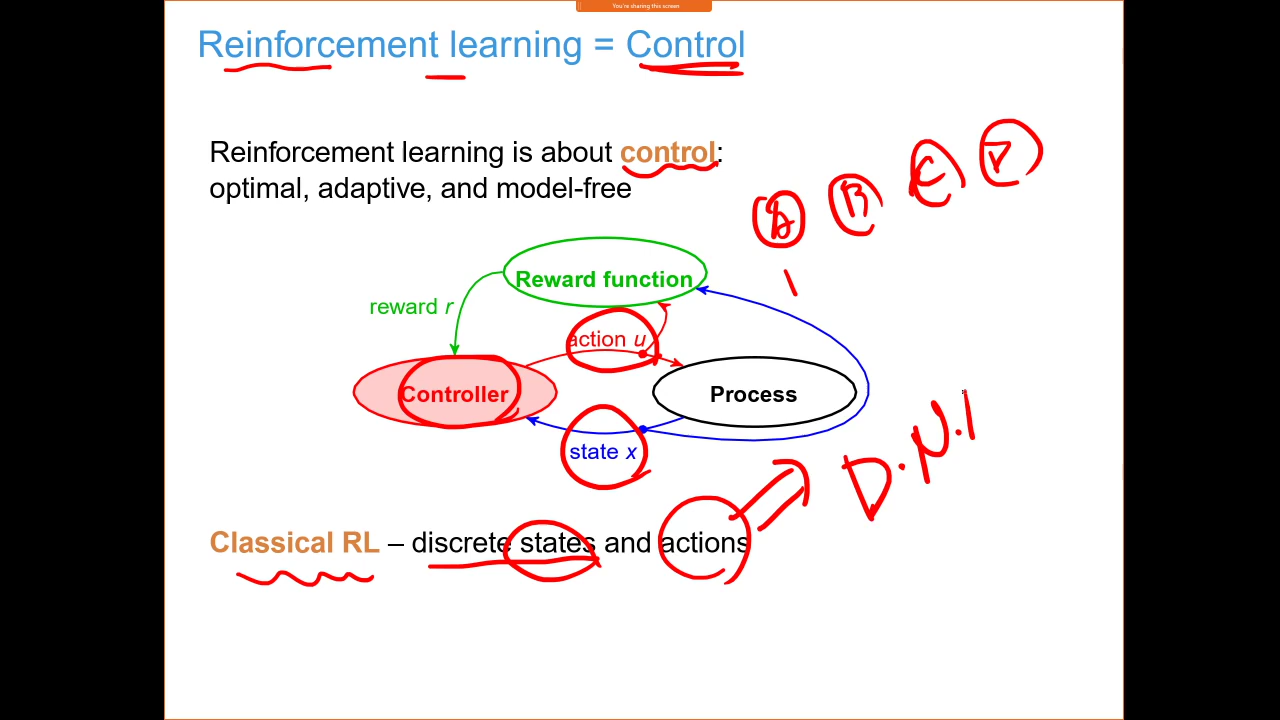 You're sharing this screen
Reinforcement learning = Control
Reinforcement learning is about control:
optimal, adaptive, and model-free
A B C D
Reward function
reward r
action u
Controller
Process
state x
D.N.
Classical RL – discrete states and actions